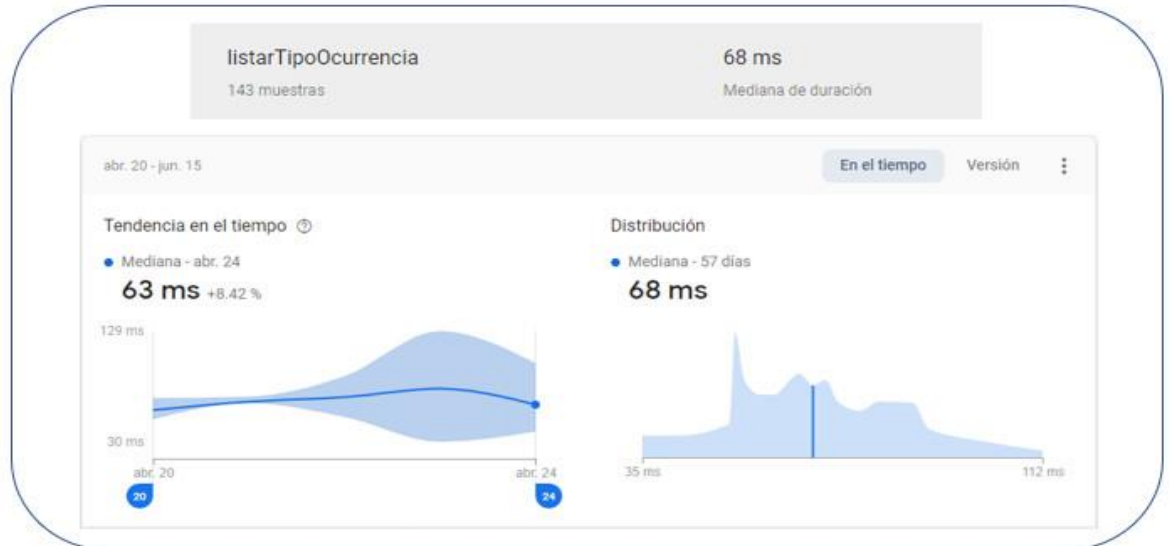 listarTipoOcurrencia
143 muestras
68 ms
Mediana de duración
abr. 20 - jun. 15
En el tiempo
Versión
Tendencia en el tiempo
Mediana - abr. 24
63 ms +8.42 %
129 ms
30 ms
abr. 20
abr. 24
20
24
Distribución
Mediana - 57 días
68 ms
35 ms
112 ms